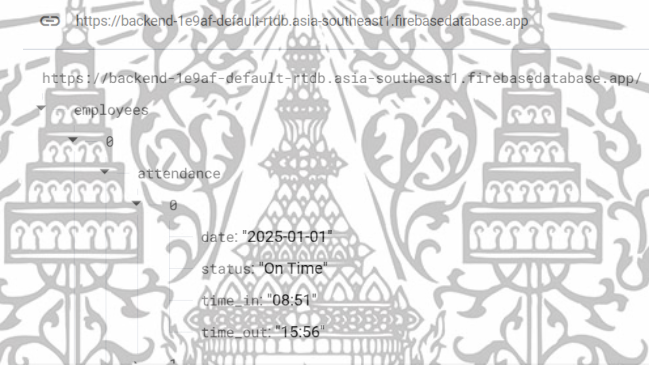 https://backend-1e9af-default-rtdb.asia-southeast1.firebasedatabase.app
https://backend-1e9af-default-rtdb.asia-southeast1.firebasedatabase.app/
employees
0
attendance
0
date: "2025-01-01"
status: "On Time"
time_in: "08:51"
time_out: "15:56"